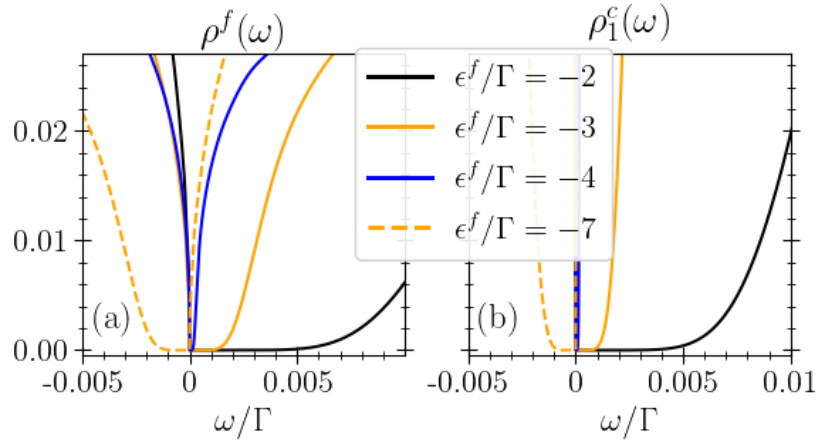 ρ^f(ω)
ρ_1^c(ω)
ϵ^f/Γ = −2
ϵ^f/Γ = −3
ϵ^f/Γ = −4
ϵ^f/Γ = −7
0.02
0.01
0.00
(a)
(b)
-0.005 0 0.005
-0.005 0 0.005 0.01
ω/Γ
ω/Γ